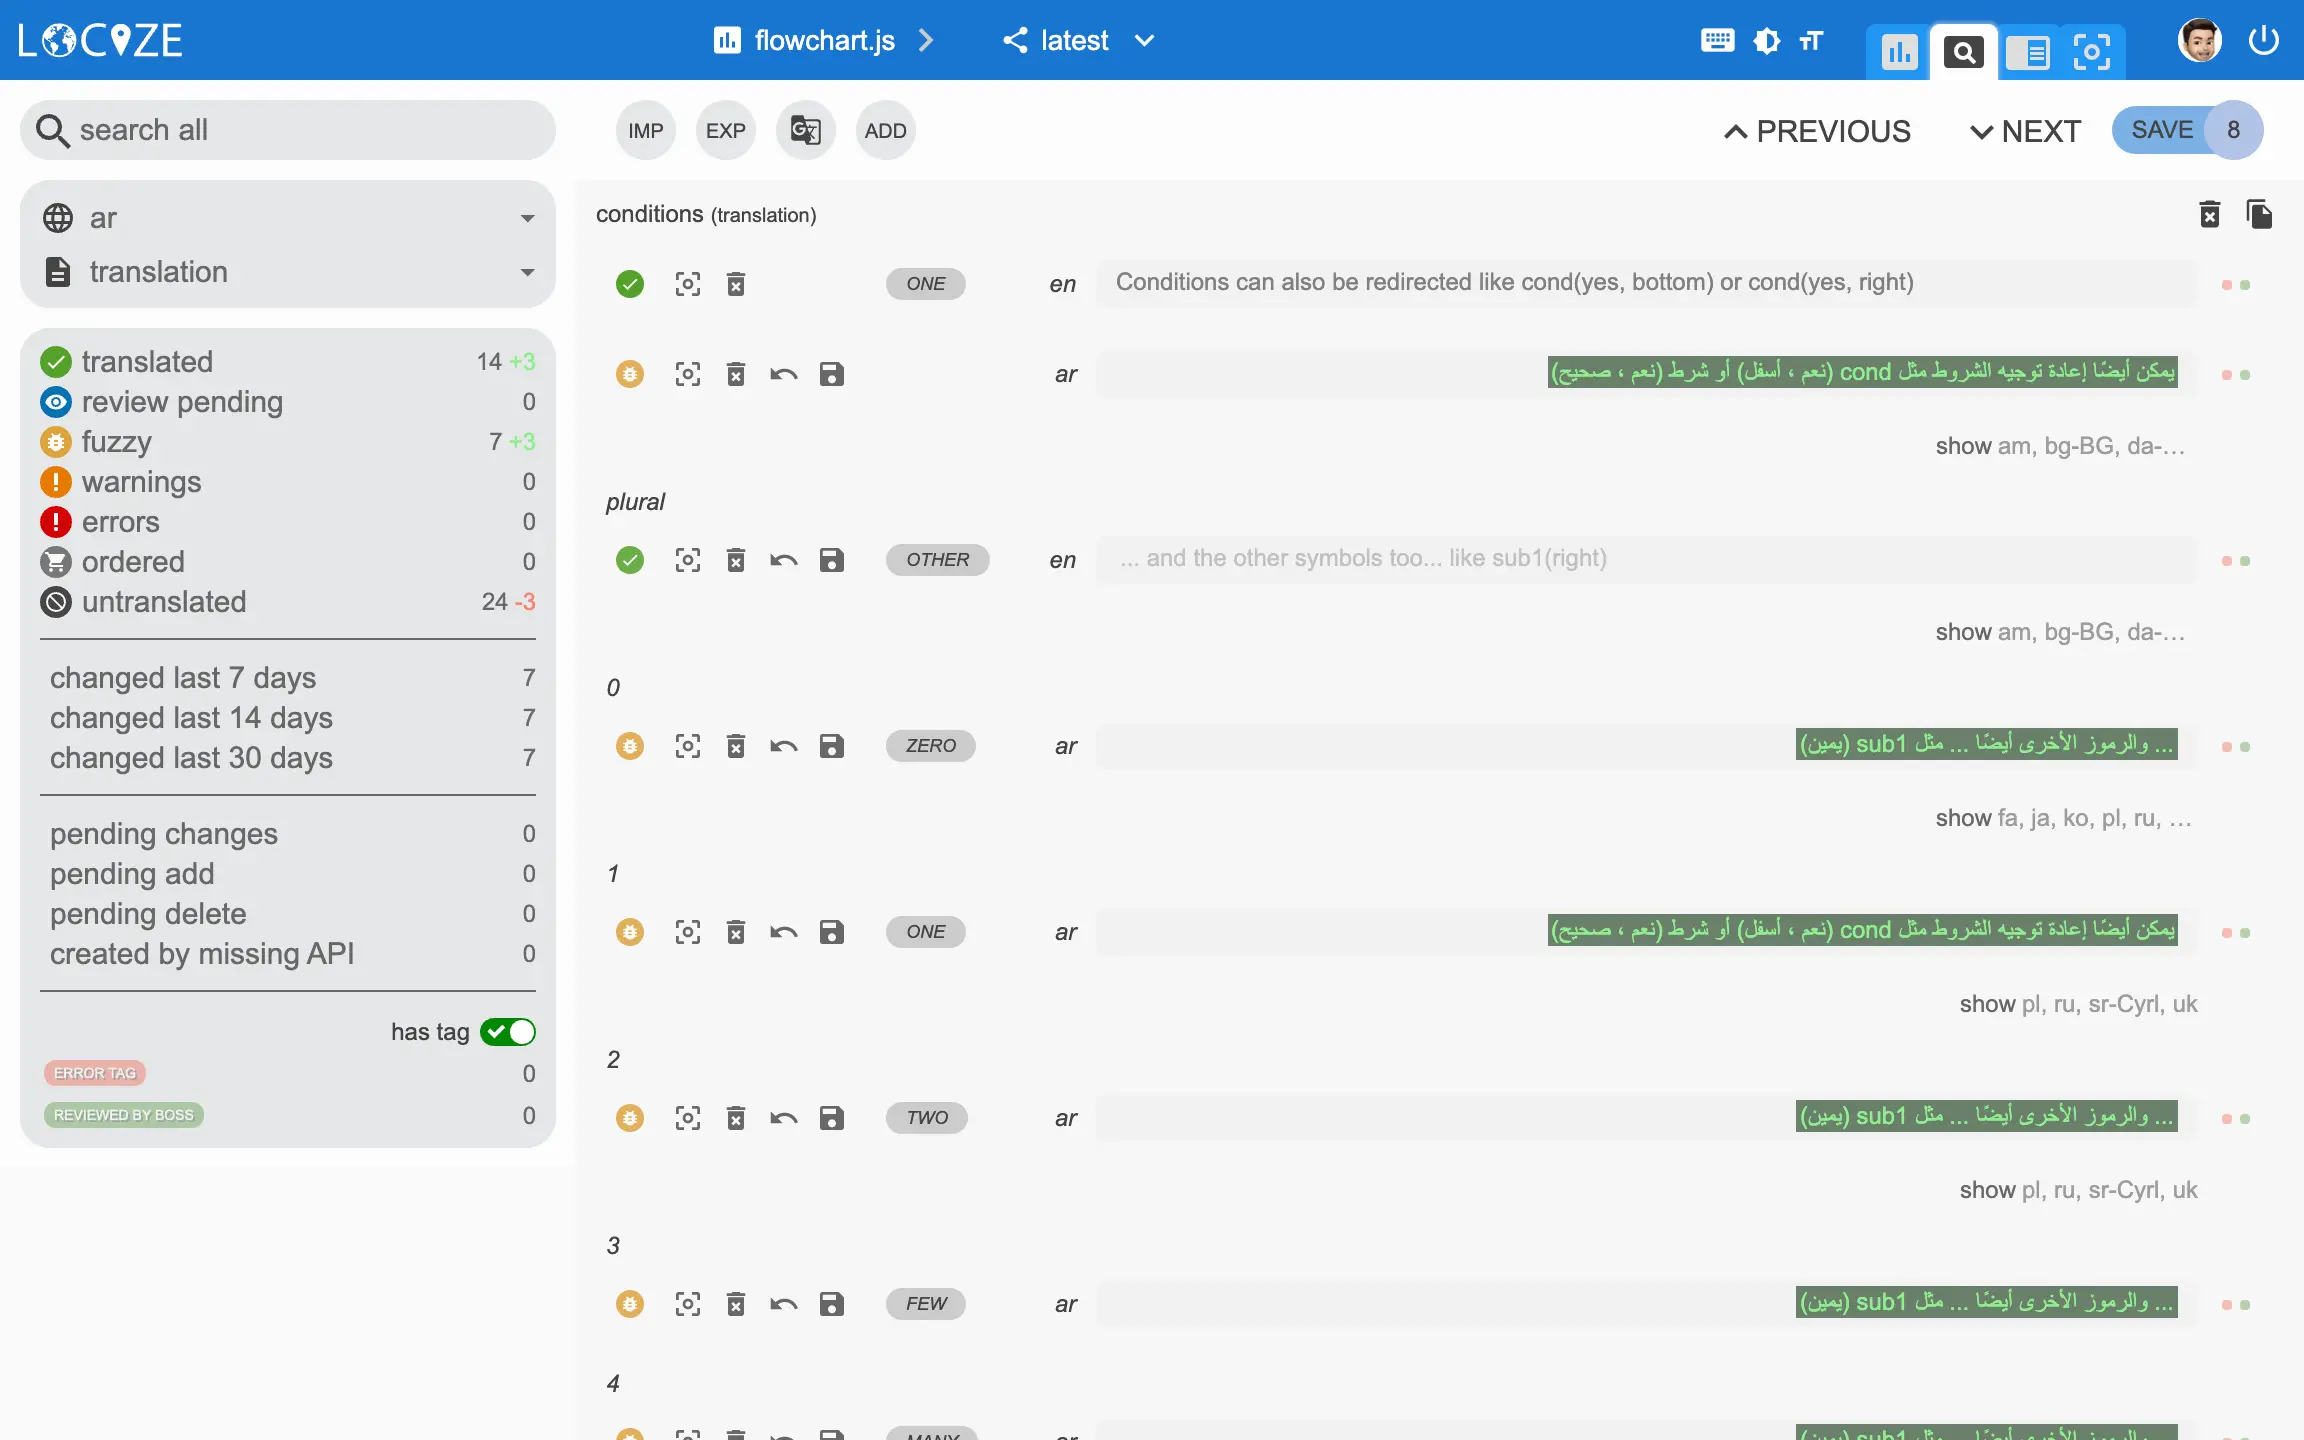 LOCIZE
flowchart.js
latest
search all
IMP
EXP
ADD
PREVIOUS
NEXT
SAVE 8
ar
translation
translated 14 +3
review pending 0
fuzzy 7 +3
warnings 0
errors 0
ordered 0
untranslated 24 -3
changed last 7 days 7
changed last 14 days 7
changed last 30 days 7
pending changes 0
pending add 0
pending delete 0
created by missing API 0
has tag
ERROR TAG 0
REVIEWED BY BOSS 0
conditions (translation)
ONE en Conditions can also be redirected like cond(yes, bottom) or cond(yes, right)
ar يمكن أيضًا إعادة توجيه الشروط مثل cond (نعم ، أسفل) أو شرط (نعم ، صحيح)
show am, bg-BG, da-…
plural
OTHER en ... and the other symbols too... like sub1(right)
show am, bg-BG, da-…
0
ZERO ar ... والرموز الأخرى أيضًا ... مثل sub1 (يمين)
show fa, ja, ko, pl, ru, …
1
ONE ar يمكن أيضًا إعادة توجيه الشروط مثل cond (نعم ، أسفل) أو شرط (نعم ، صحيح)
show pl, ru, sr-Cyrl, uk
2
TWO ar ... والرموز الأخرى أيضًا ... مثل sub1 (يمين)
show pl, ru, sr-Cyrl, uk
3
FEW ar ... والرموز الأخرى أيضًا ... مثل sub1 (يمين)
4
MANY ar ... والرموز الأخرى أيضًا ... مثل sub1 (يمين)